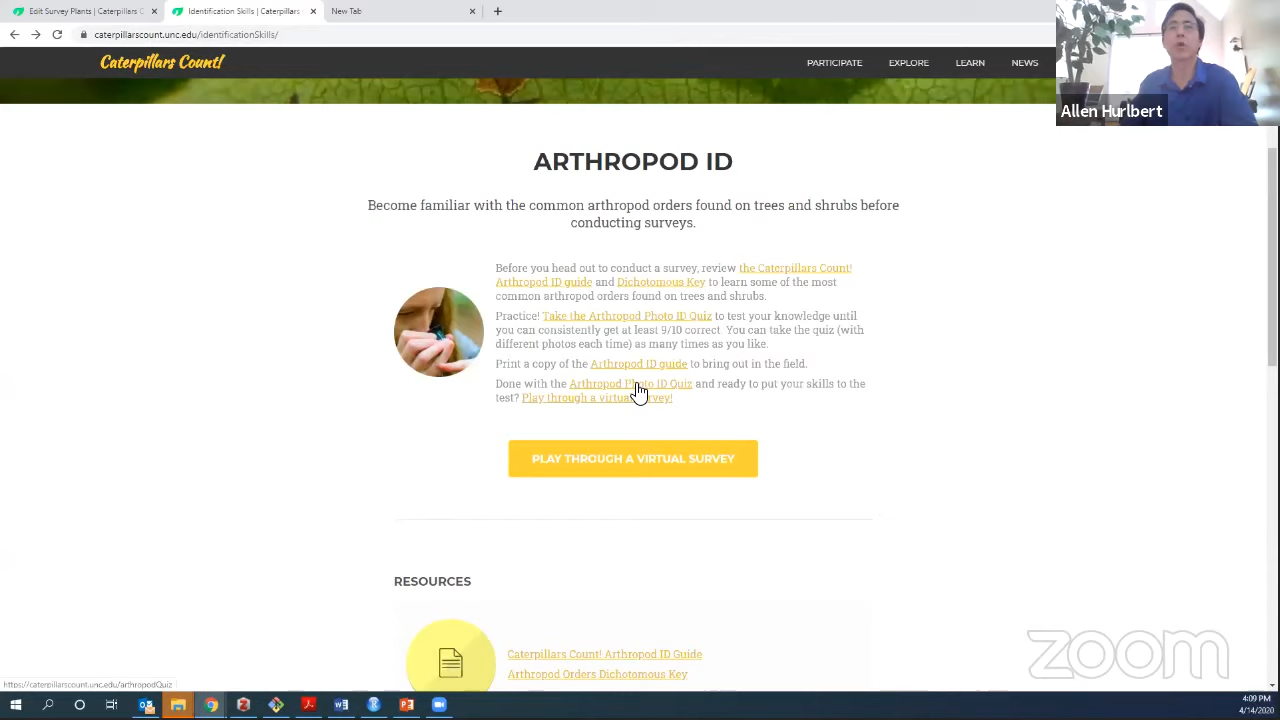 Edit Survey Plants | Caterpillars C
Identification Skills | Caterpillars
New Tab
caterpillarscount.unc.edu/identificationSkills/
Caterpillars Count!
PARTICIPATE
EXPLORE
LEARN
NEWS
Allen Hurlbert
ARTHROPOD ID
Become familiar with the common arthropod orders found on trees and shrubs before
conducting surveys.
Before you head out to conduct a survey, review the Caterpillars Count!
Arthropod ID guide and Dichotomous Key to learn some of the most
common arthropod orders found on trees and shrubs.
Practice! Take the Arthropod Photo ID Quiz to test your knowledge until
you can consistently get at least 9/10 correct. You can take the quiz (with
different photos each time) as many times as you like.
Print a copy of the Arthropod ID guide to bring out in the field.
Done with the Arthropod Photo ID Quiz and ready to put your skills to the
test? Play through a virtual survey!
PLAY THROUGH A VIRTUAL SURVEY
RESOURCES
Caterpillars Count! Arthropod ID Guide
Arthropod Orders Dichotomous Key
zoom
https://caterpillarscount.unc.edu/arthropodQuiz
4:09 PM
4/14/2020